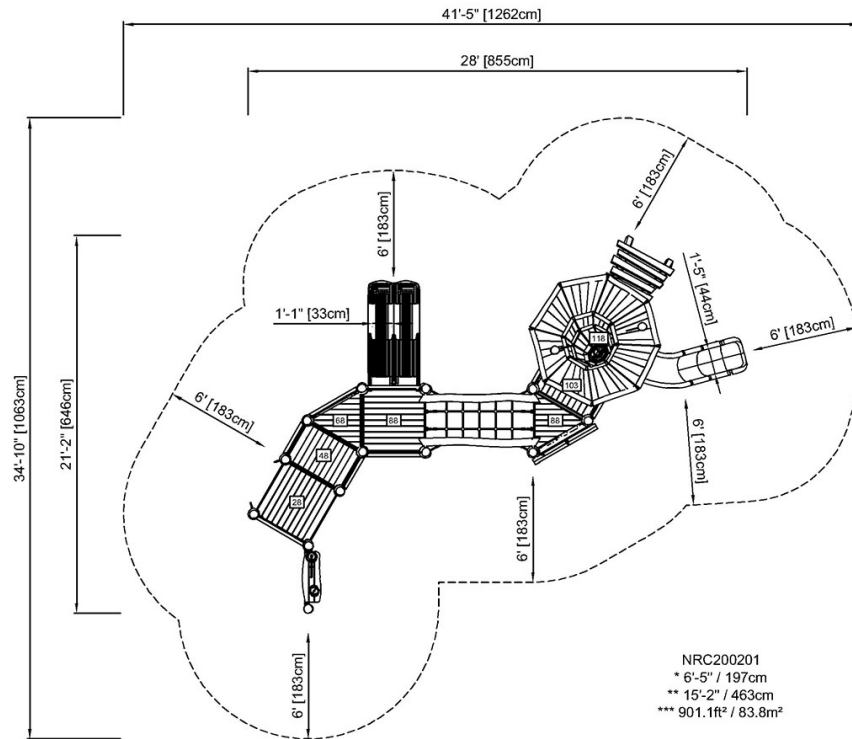 41'-5" [1262cm]
28' [855cm]
6' [183cm]
6' [183cm]
1'-5" [44cm]
1'-1" [33cm]
6' [183cm]
118
103
34'-10" [1063cm]
21'-2" [646cm]
6' [183cm]
68
88
88
6' [183cm]
48
28
6' [183cm]
6' [183cm]
NRC200201
* 6'-5" / 197cm
** 15'-2" / 463cm
*** 901.1ft² / 83.8m²